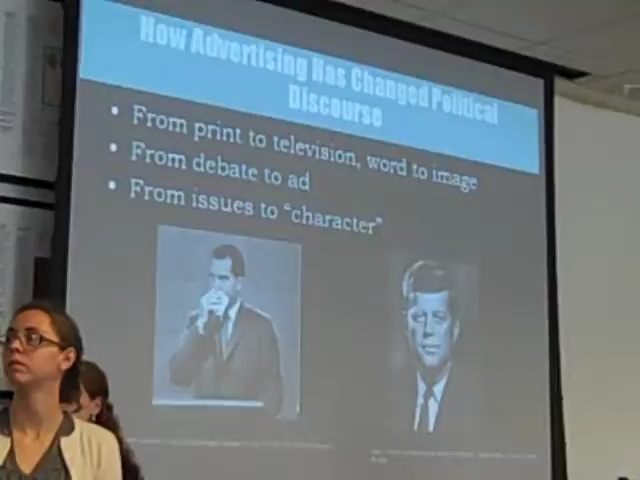 How Advertising Has Changed Political
Discourse
• From print to television, word to image
• From debate to ad
• From issues to “character”